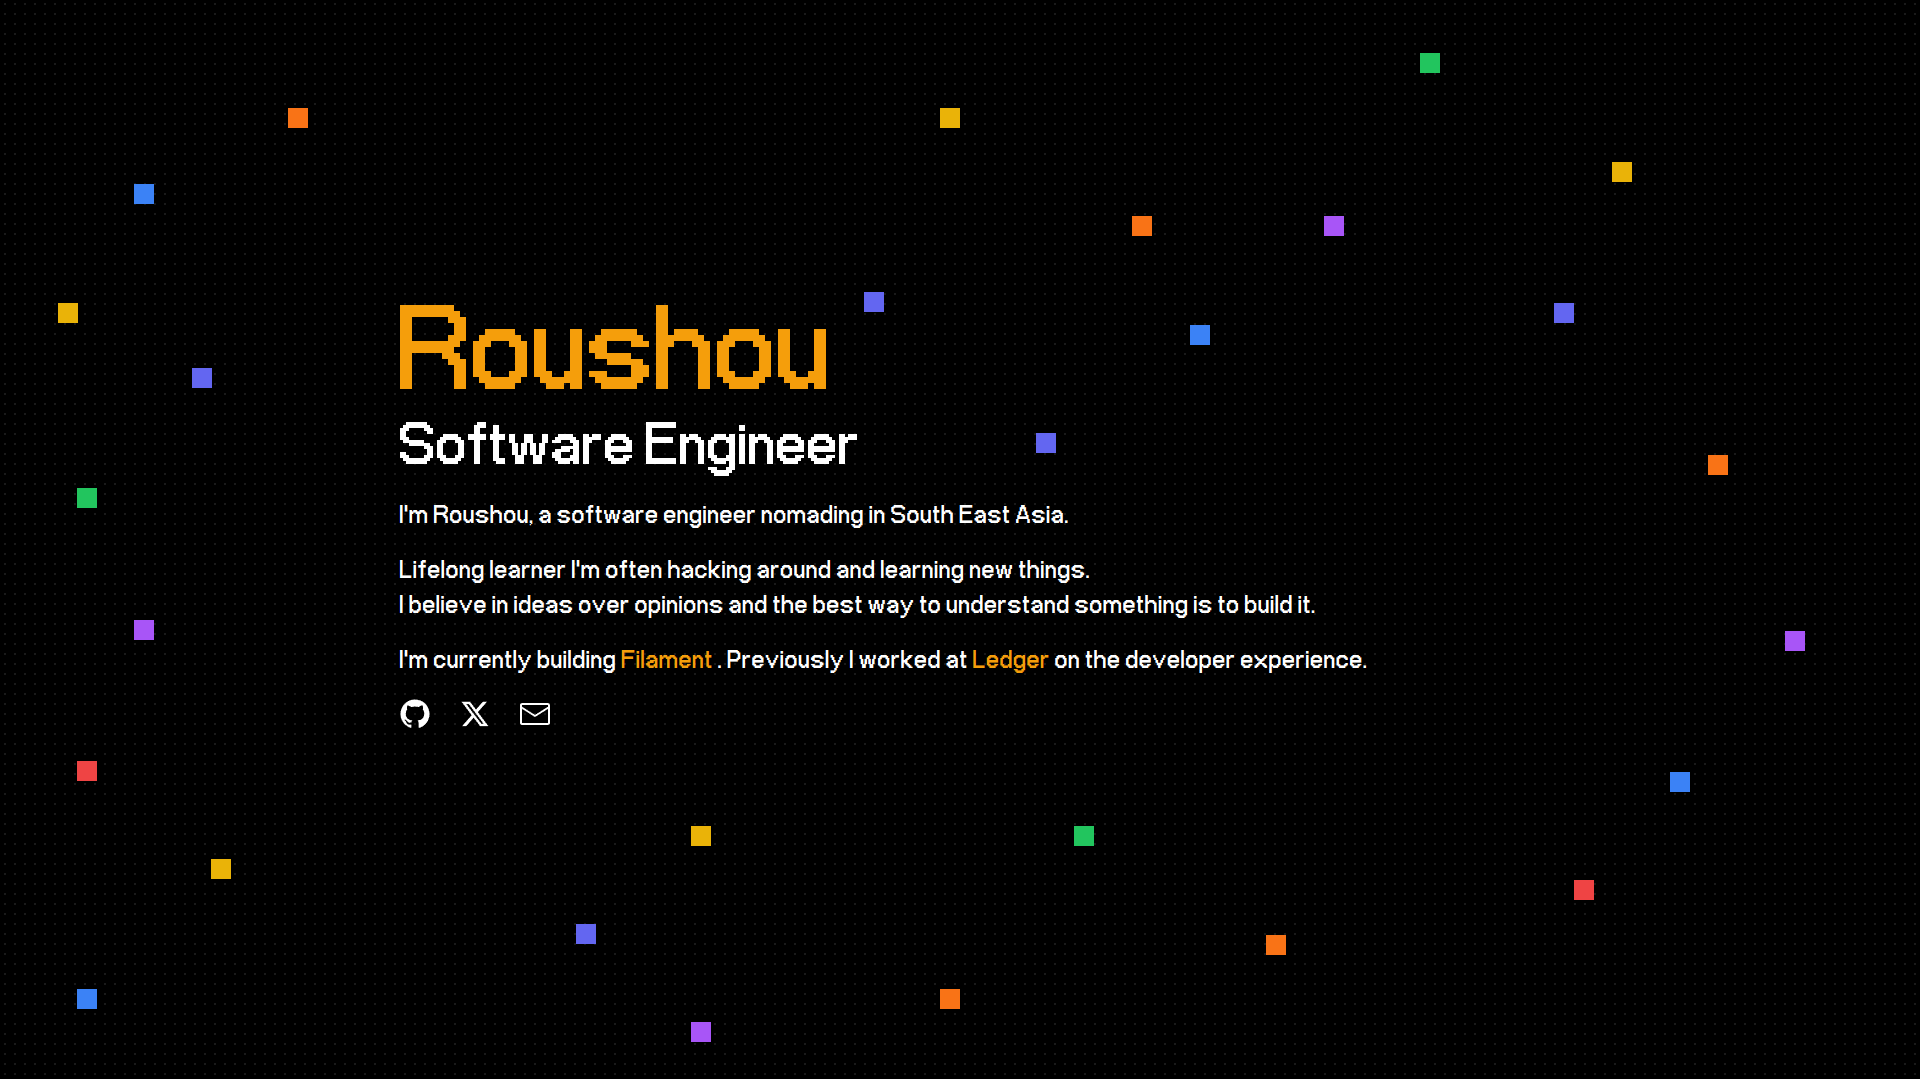 Roushou
Software Engineer
I'm Roushou, a software engineer nomading in South East Asia.
Lifelong learner I'm often hacking around and learning new things.
I believe in ideas over opinions and the best way to understand something is to build it.
I'm currently building Filament . Previously I worked at Ledger on the developer experience.